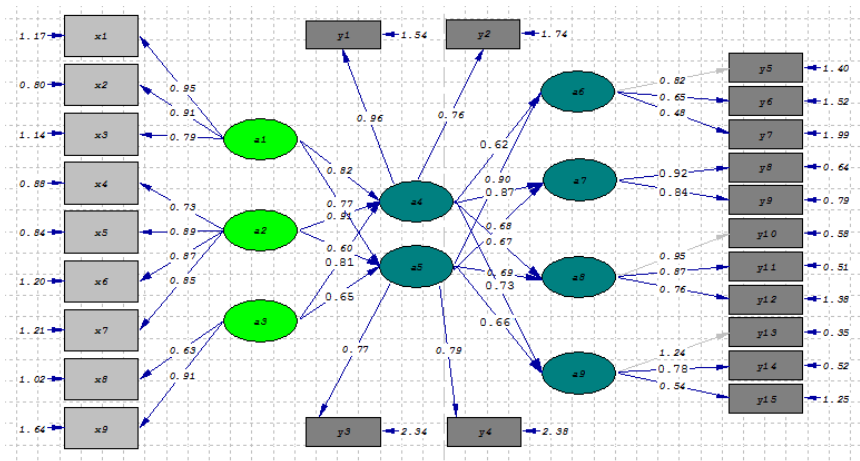 1.17 x1
0.80 x2
1.14 x3
0.88 x4
0.84 x5
1.20 x6
1.21 x7
1.02 x8
1.64 x9
0.95
0.91
0.79
0.73
0.89
0.87
0.85
0.63
0.91
a1
a2
a3
y1 1.54
y2 1.74
0.96
0.76
0.82
0.77
0.91
0.60
0.81
0.65
a4
a5
0.77
0.79
y3 2.34
y4 2.38
0.62
0.90
0.87
0.68
0.67
0.69
0.73
0.66
a6
a7
a8
a9
0.82
0.65
0.48
0.92
0.84
0.95
0.87
0.76
1.24
0.78
0.54
y5 1.40
y6 1.52
y7 1.99
y8 0.64
y9 0.79
y10 0.58
y11 0.51
y12 1.38
y13 0.35
y14 0.52
y15 1.25